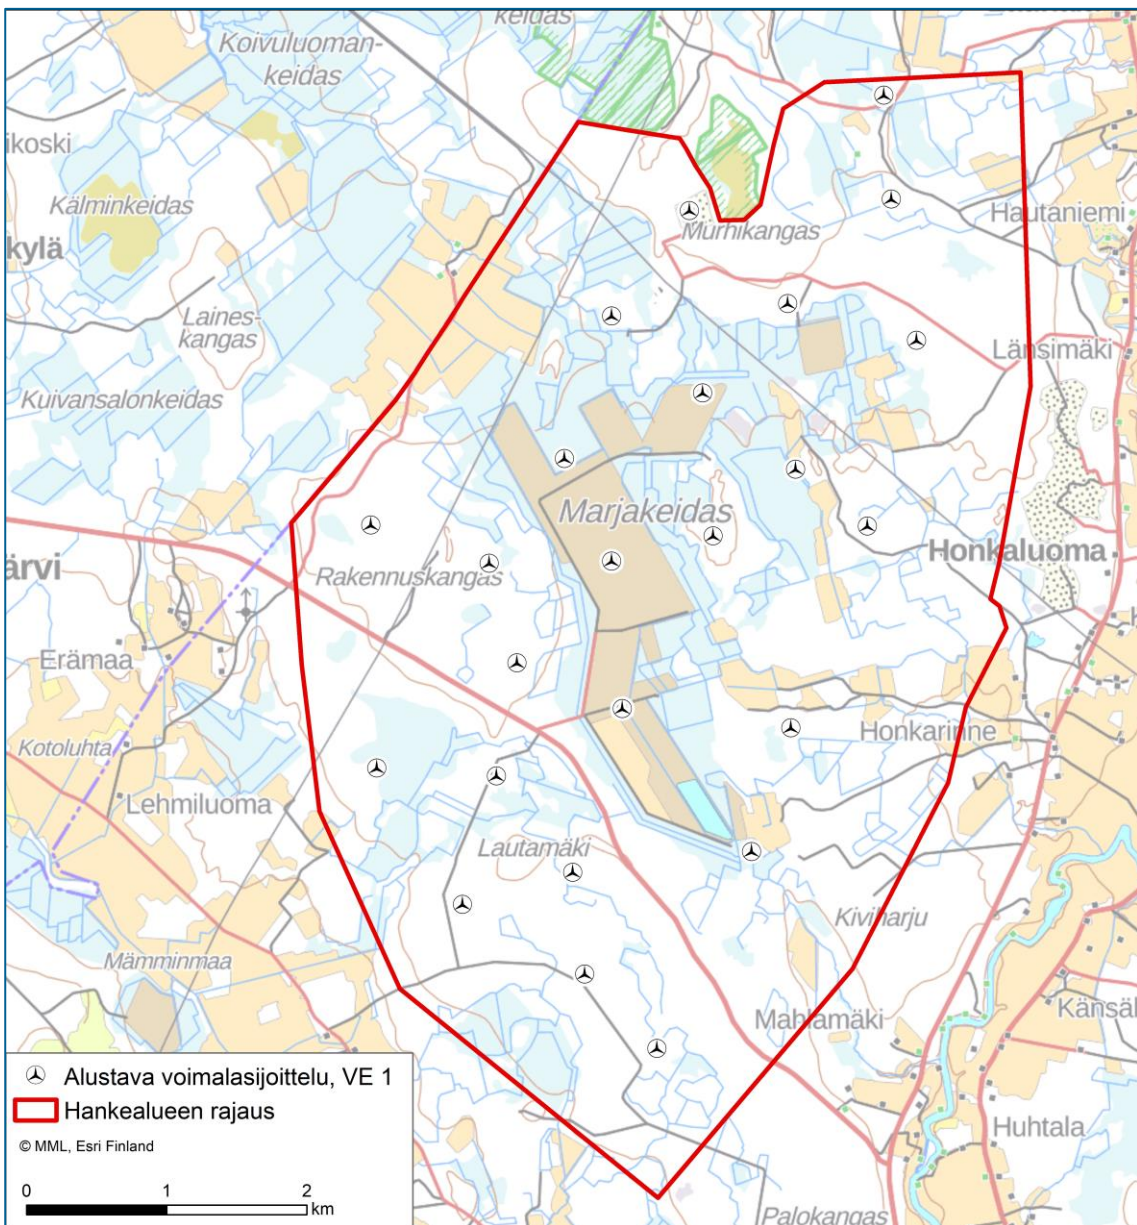 keidas
Koivuluoman-
keidas
ikoski
Kälminkeidas
kylä
Hautaniemi
Murhikangas
Laines-
kangas
Länsimäki
Kuivansalonkeidas
Marjakeidas
Honkaluoma
ärvi
Rakennuskangas
Erämaa
Kotoluhta
Honkarinne
Lehmiluoma
Lautamäki
Kiviharju
Mämminmaa
Mahlamäki
Känsäl
Huhtala
Palokangas
Alustava voimalasijoittelu, VE 1
Hankealueen rajaus
© MML, Esri Finland
0 1 2
km